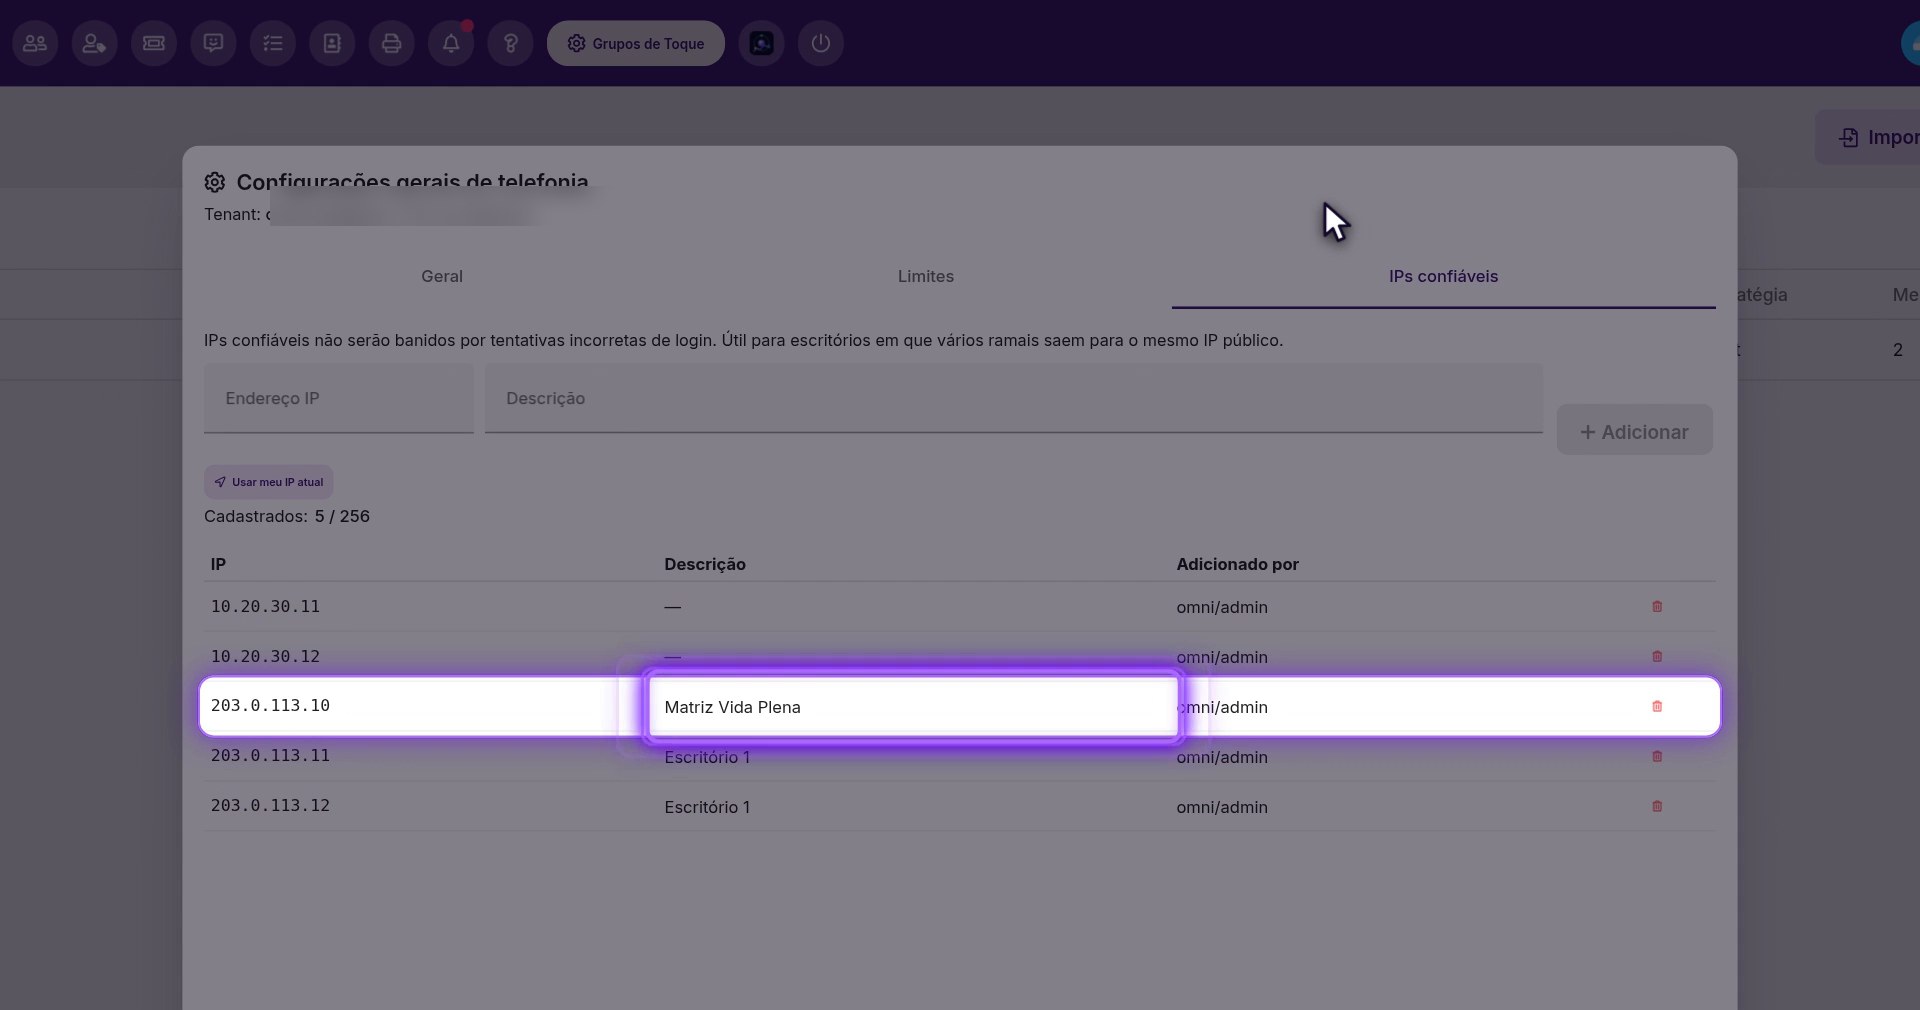 Grupos de Toque
Configurações gerais de telefonia
Tenant:
Geral Limites IPs confiáveis
IPs confiáveis não serão banidos por tentativas incorretas de login. Útil para escritórios em que vários ramais saem para o mesmo IP público.
Endereço IP Descrição
+ Adicionar
Usar meu IP atual
Cadastrados: 5 / 256
IP Descrição Adicionado por
10.20.30.11 — omni/admin
10.20.30.12 — omni/admin
203.0.113.10 Matriz Vida Plena omni/admin
203.0.113.11 Escritório 1 omni/admin
203.0.113.12 Escritório 1 omni/admin
2